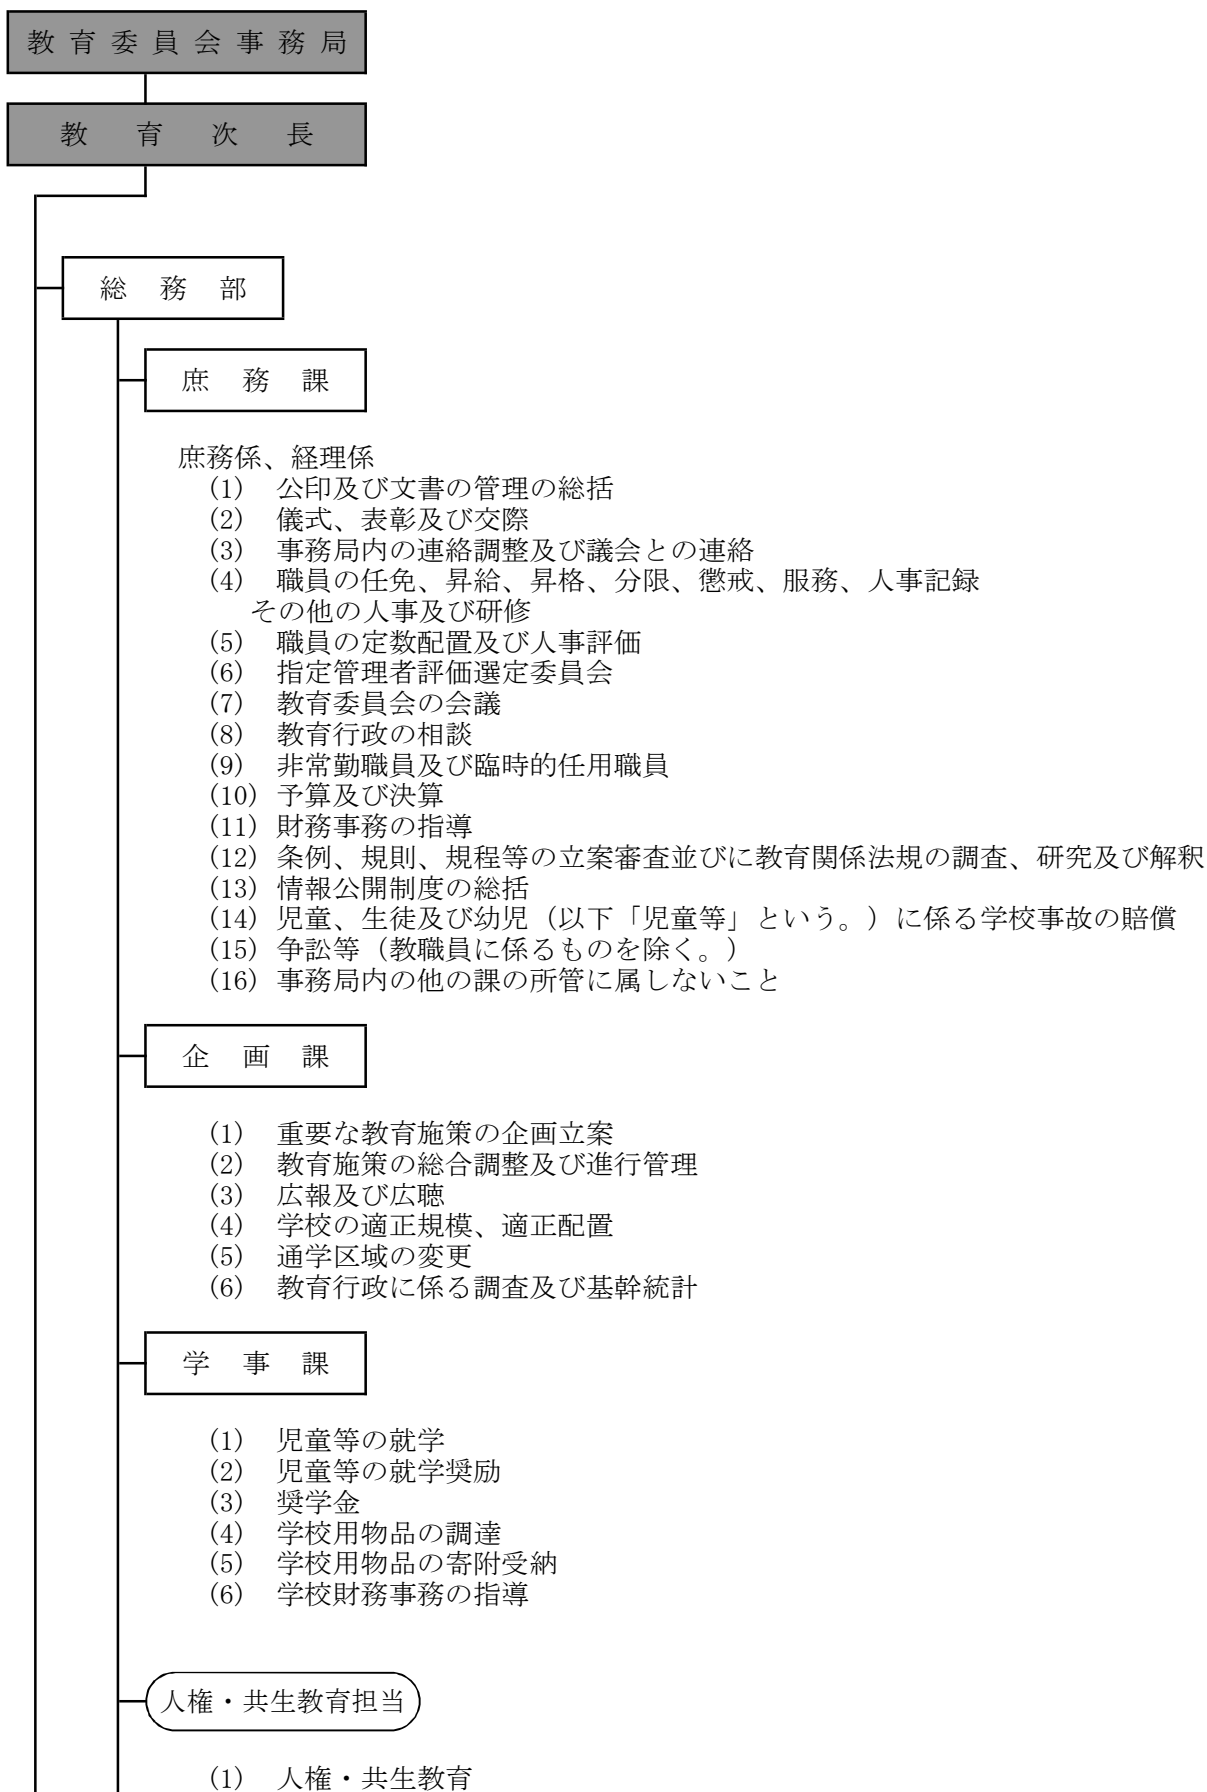 教育委員会事務局
教育次長
総務部
庶務課
庶務係、経理係
(1) 公印及び文書の管理の総括
(2) 儀式、表彰及び交際
(3) 事務局内の連絡調整及び議会との連絡
(4) 職員の任免、昇給、昇格、分限、懲戒、服務、人事記録
その他の人事及び研修
(5) 職員の定数配置及び人事評価
(6) 指定管理者評価選定委員会
(7) 教育委員会の会議
(8) 教育行政の相談
(9) 非常勤職員及び臨時的任用職員
(10) 予算及び決算
(11) 財務事務の指導
(12) 条例、規則、規程等の立案審査並びに教育関係法規の調査、研究及び解釈
(13) 情報公開制度の総括
(14) 児童、生徒及び幼児（以下「児童等」という。）に係る学校事故の賠償
(15) 争訟等（教職員に係るものを除く。）
(16) 事務局内の他の課の所管に属しないこと
企画課
(1) 重要な教育施策の企画立案
(2) 教育施策の総合調整及び進行管理
(3) 広報及び広聴
(4) 学校の適正規模、適正配置
(5) 通学区域の変更
(6) 教育行政に係る調査及び基幹統計
学事課
(1) 児童等の就学
(2) 児童等の就学奨励
(3) 奨学金
(4) 学校用物品の調達
(5) 学校用物品の寄附受納
(6) 学校財務事務の指導
人権・共生教育担当
(1) 人権・共生教育